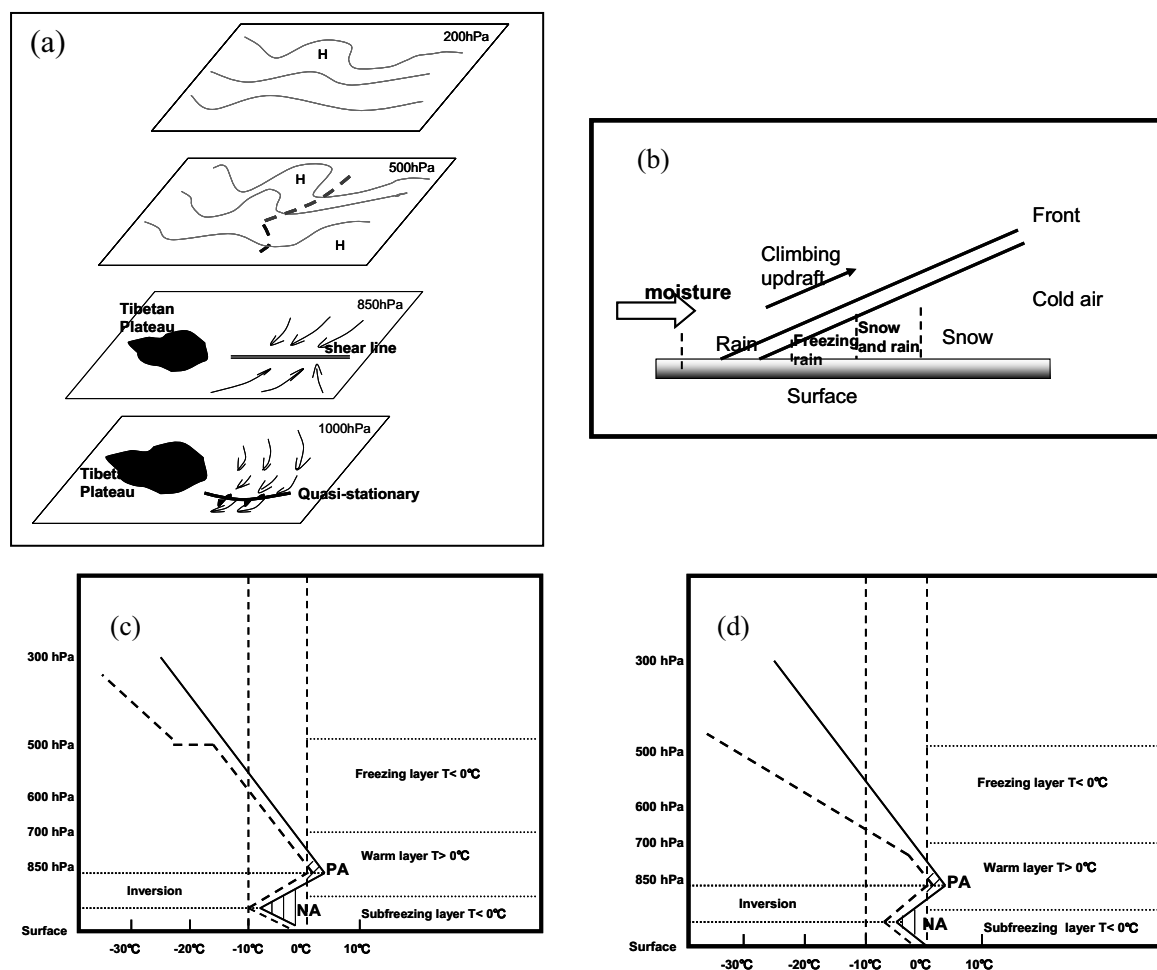 (a)
200hPa
H
500hPa
H
H
850hPa
Tibetan
Plateau
shear line
1000hPa
Tibetan
Plateau
Quasi-stationary
(b)
Front
Climbing
updraft
moisture
Cold air
Rain
Freezing
rain
Snow
and rain
Snow
Surface
(c)
300 hPa
500 hPa
600 hPa
700 hPa
850 hPa
Surface
Freezing layer T< 0℃
Warm layer T> 0℃
PA
Inversion
NA
Subfreezing layer T< 0℃
-30℃
-20℃
-10℃
0℃
10℃
(d)
300 hPa
500 hPa
600 hPa
700 hPa
850 hPa
Surface
Freezing layer T< 0℃
Warm layer T> 0℃
PA
Inversion
NA
Subfreezing layer T< 0℃
-30℃
-20℃
-10℃
0℃
10℃